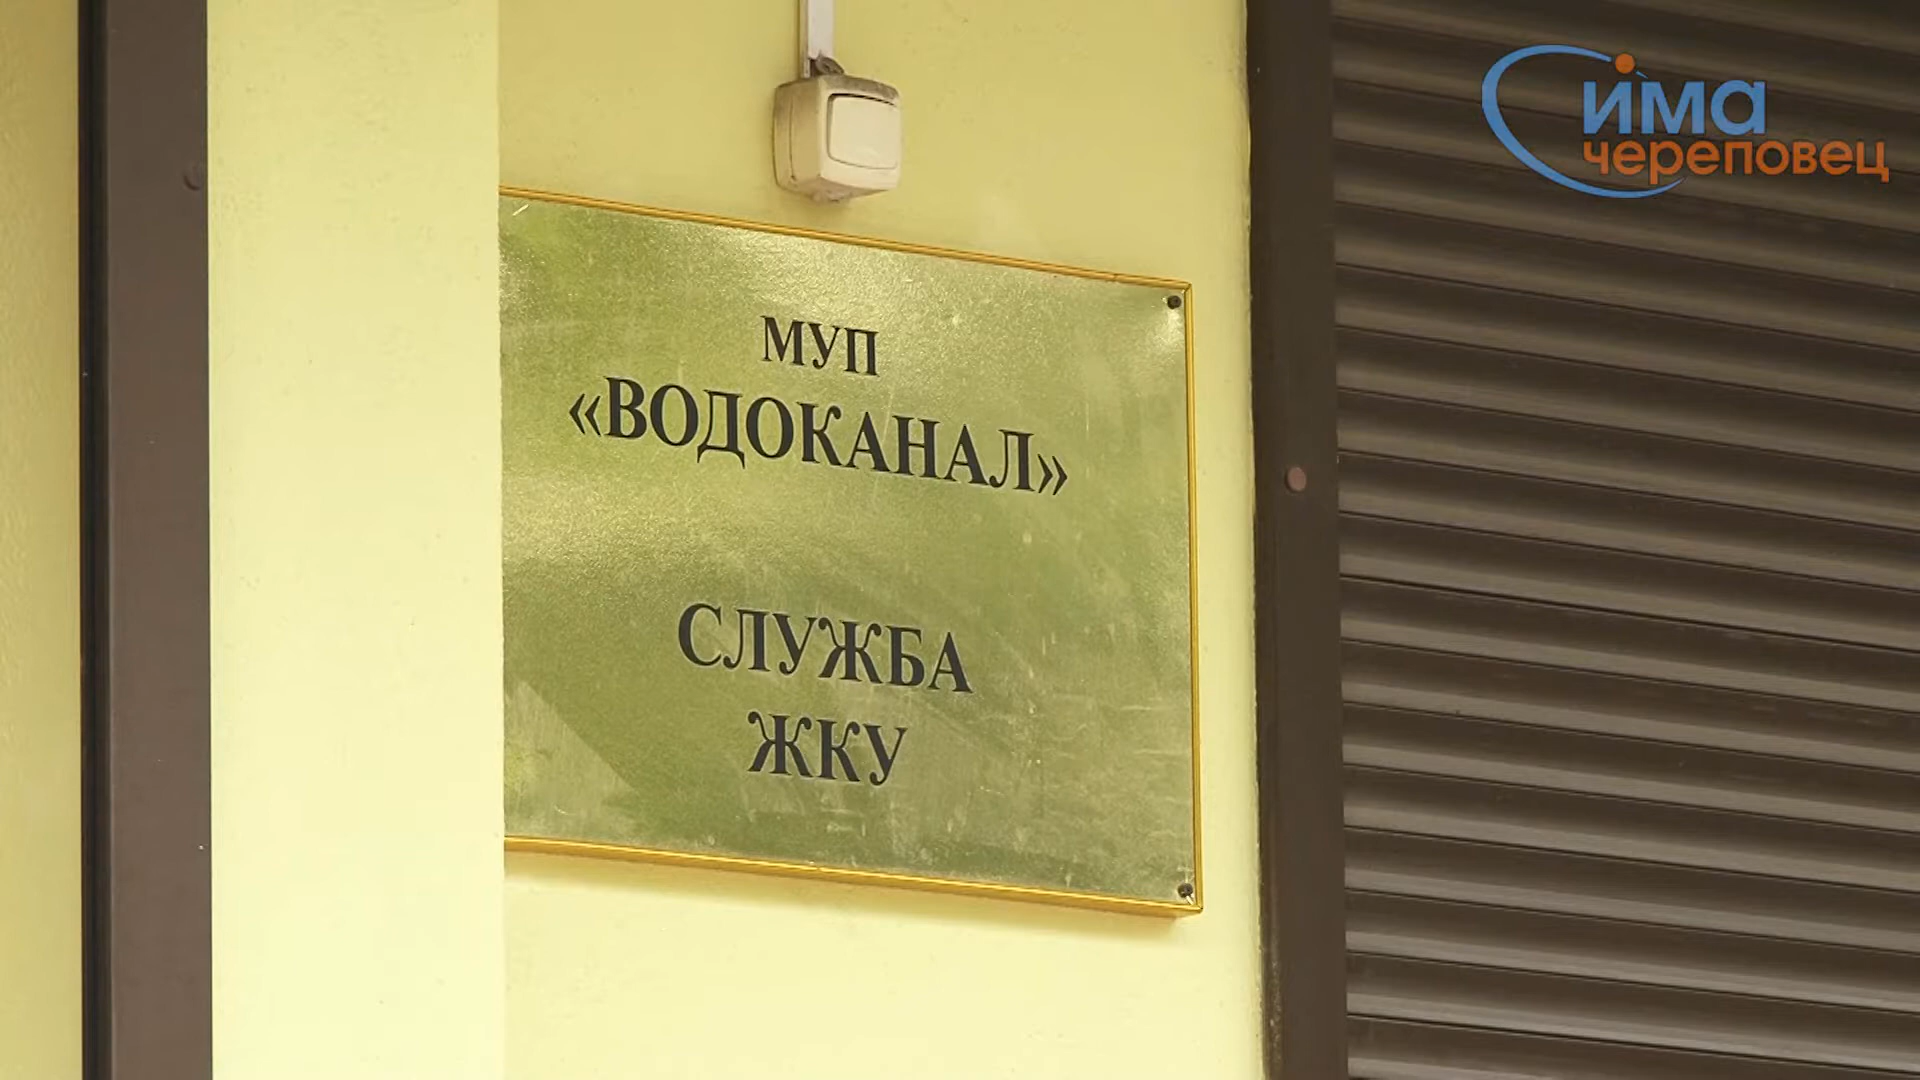 има
череповец
МУП
«ВОДОКАНАЛ»
СЛУЖБА
ЖКУ